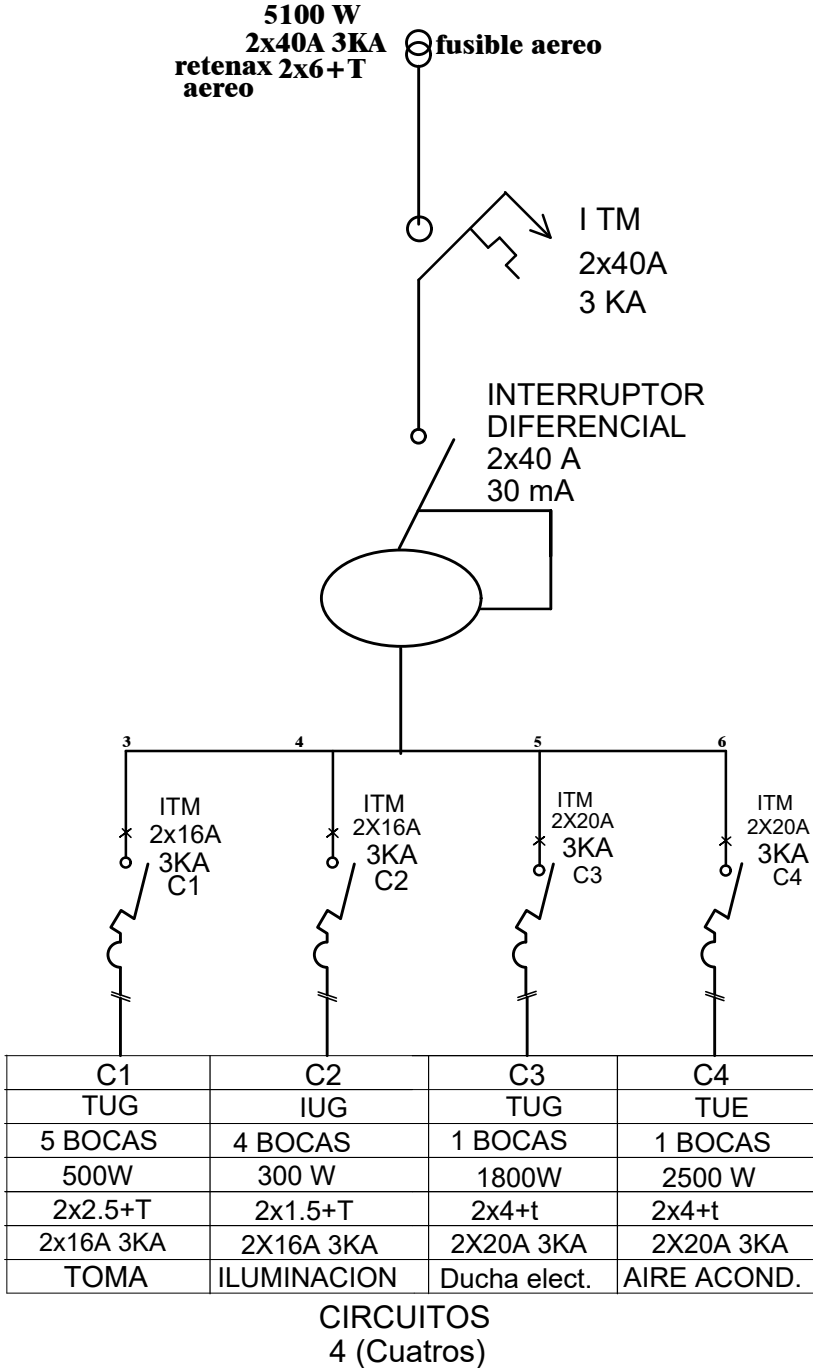 5100 W
2x40A 3KA
fusible aereo
retenax 2x6+T
aereo
I TM
2x40A
3 KA
INTERRUPTOR
DIFERENCIAL
2x40 A
30 mA
3 4 5 6
ITM
2x16A
3KA
C1
ITM
2X16A
3KA
C2
ITM
2X20A
3KA
C3
ITM
2X20A
3KA
C4
C1 C2 C3 C4
TUG IUG TUG TUE
5 BOCAS 4 BOCAS 1 BOCAS 1 BOCAS
500W 300 W 1800W 2500 W
2x2.5+T 2x1.5+T 2x4+t 2x4+t
2x16A 3KA 2X16A 3KA 2X20A 3KA 2X20A 3KA
TOMA ILUMINACION Ducha elect. AIRE ACOND.
CIRCUITOS
4 (Cuatros)